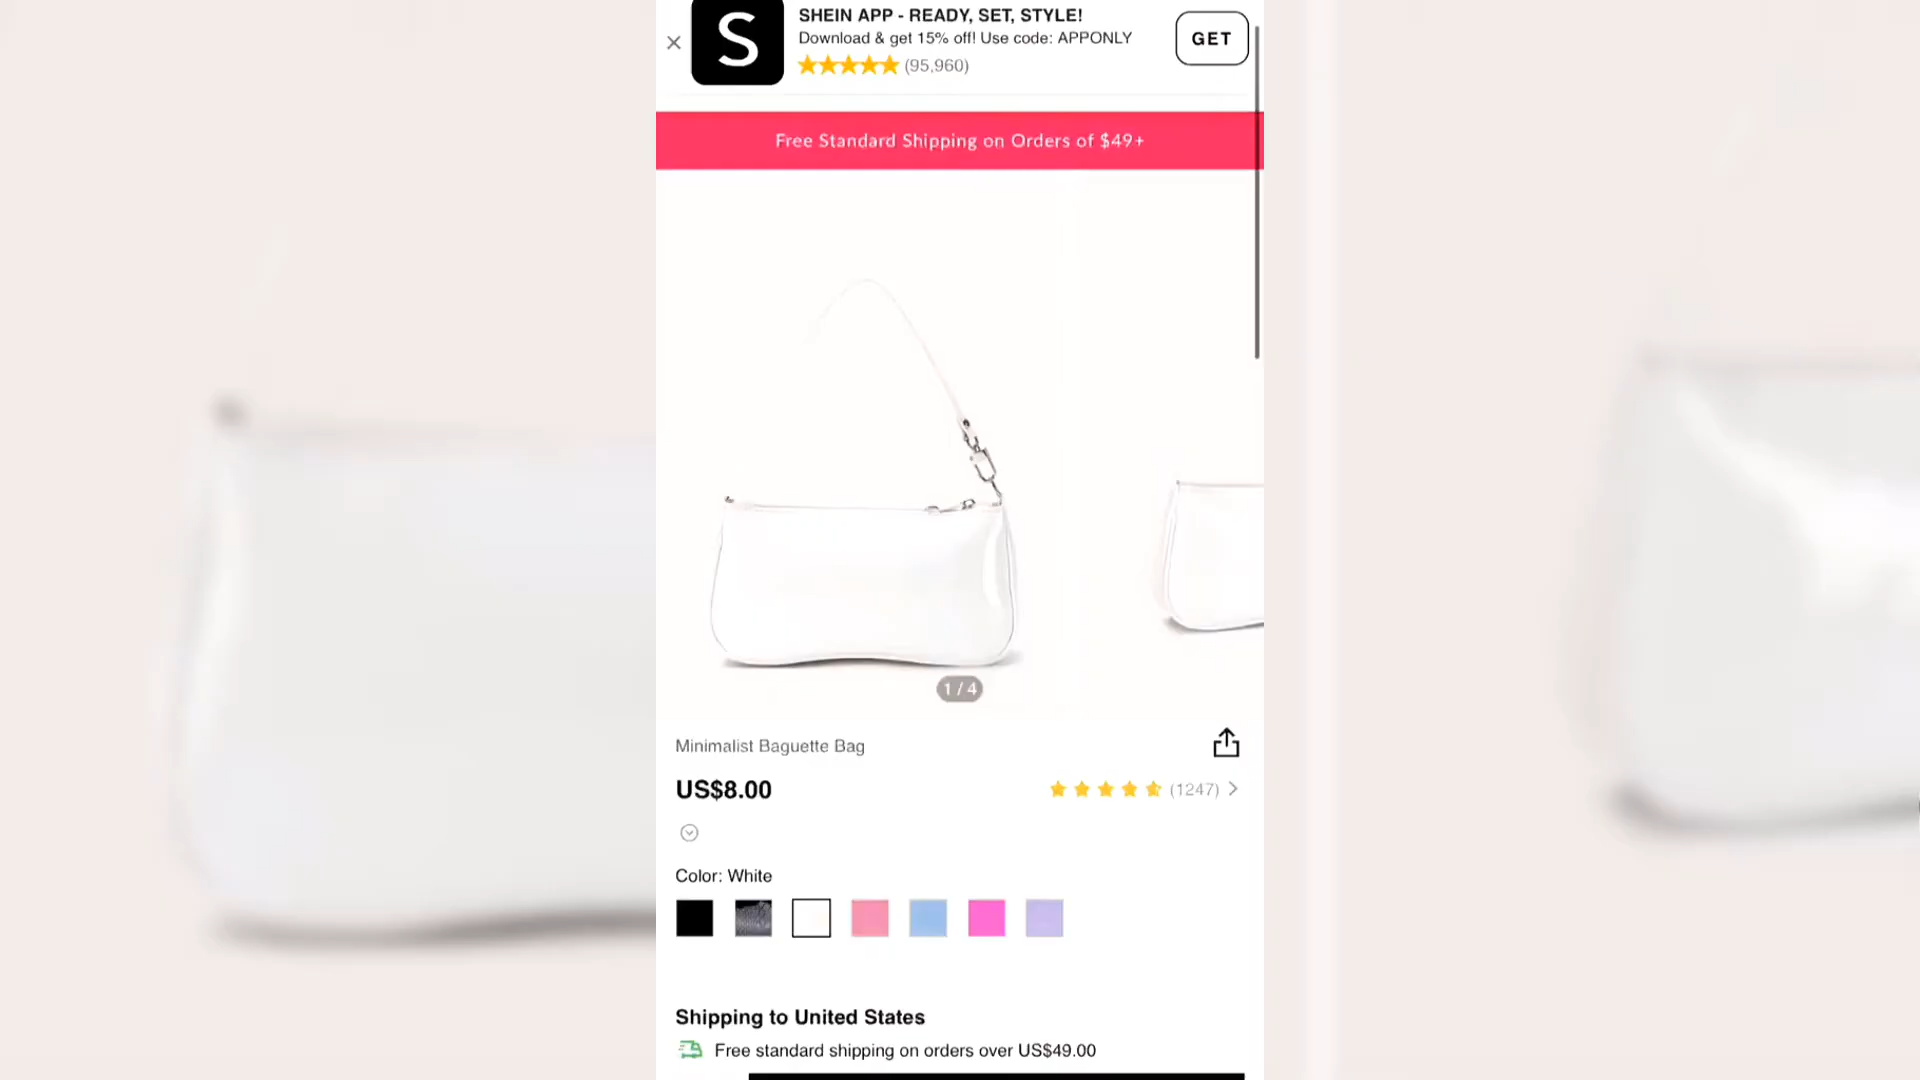 SHEIN APP - READY, SET, STYLE!
S
Download & get 15% off! Use code: APPONLY
GET
(95,960)
Free Standard Shipping on Orders of $49+
1 / 4
Minimalist Baguette Bag
US$8.00
(1247)
Color: White
Shipping to United States
Free standard shipping on orders over US$49.00